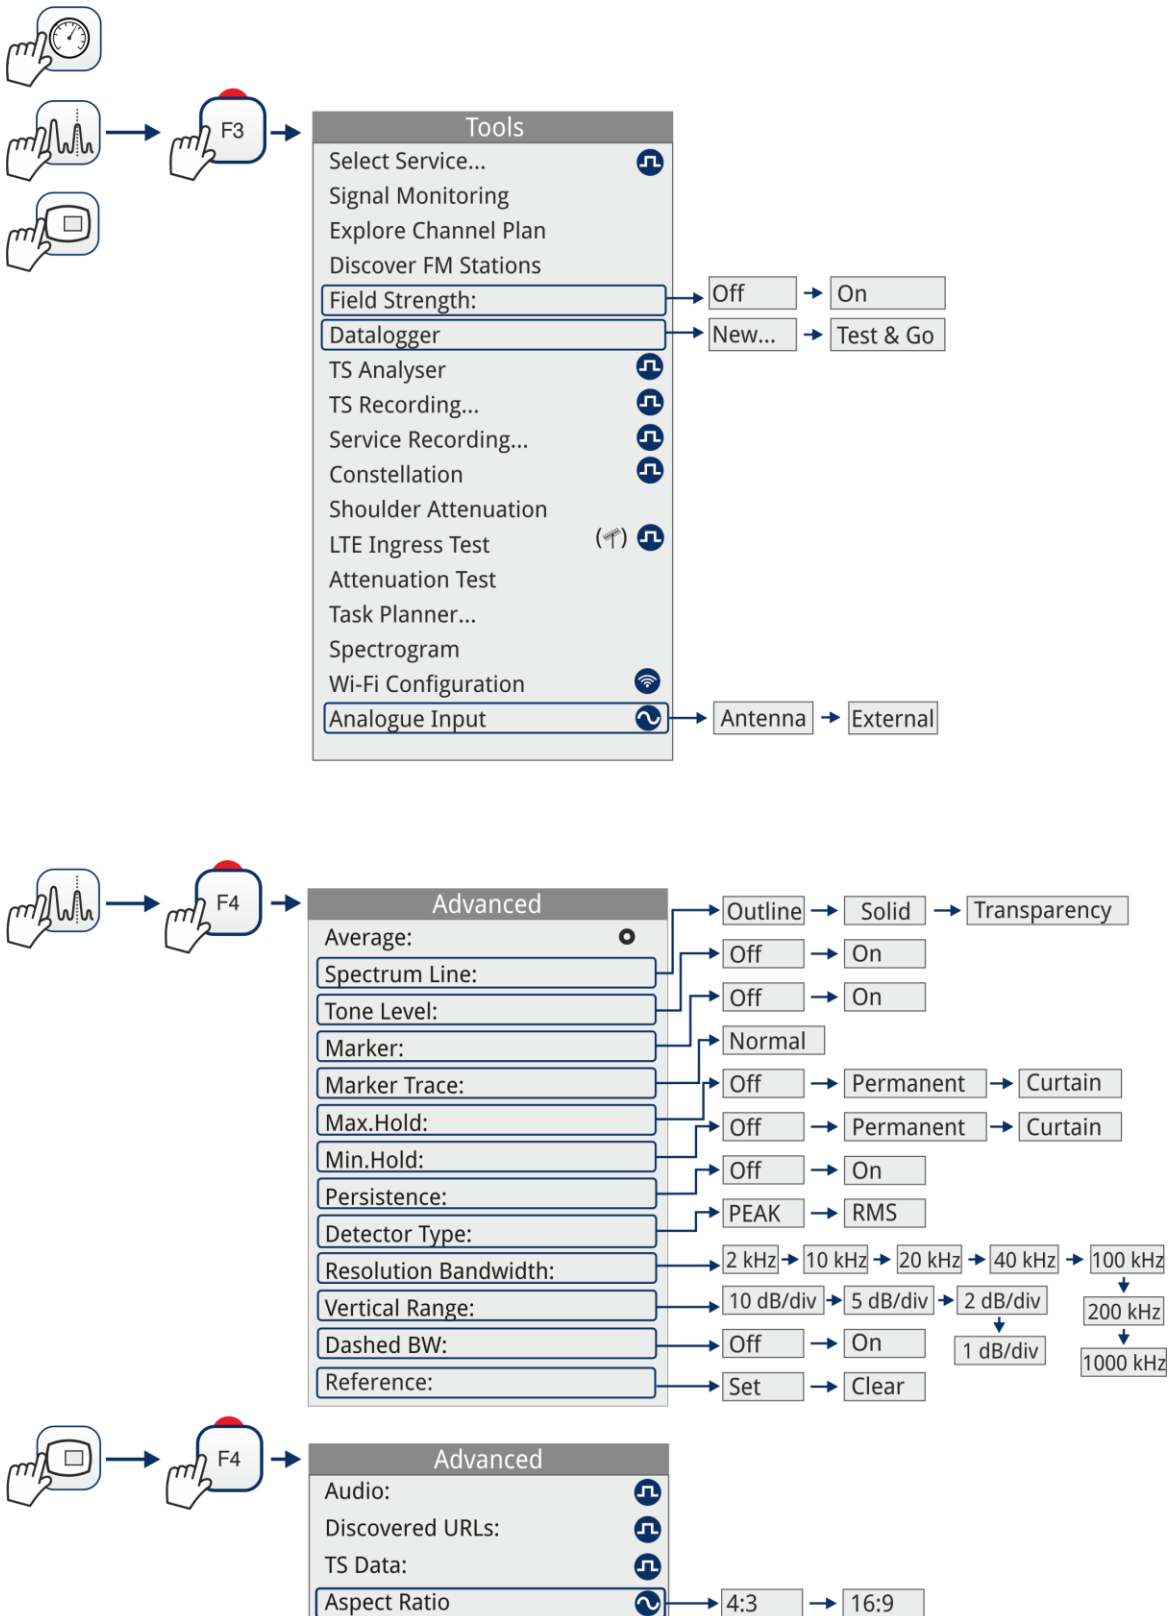 F3
Tools
Select Service...
Signal Monitoring
Explore Channel Plan
Discover FM Stations
Field Strength: Off On
Datalogger New... Test & Go
TS Analyser
TS Recording...
Service Recording...
Constellation
Shoulder Attenuation
LTE Ingress Test
Attenuation Test
Task Planner...
Spectrogram
Wi-Fi Configuration
Analogue Input Antenna External
F4
Advanced
Average:
Spectrum Line: Outline Solid Transparency
Tone Level: Off On
Marker: Off On
Marker Trace: Normal
Max.Hold: Off Permanent Curtain
Min.Hold: Off Permanent Curtain
Persistence: Off On
Detector Type: PEAK RMS
Resolution Bandwidth: 2 kHz 10 kHz 20 kHz 40 kHz 100 kHz
200 kHz
1000 kHz
Vertical Range: 10 dB/div 5 dB/div 2 dB/div
1 dB/div
Dashed BW: Off On
Reference: Set Clear
F4
Advanced
Audio:
Discovered URLs:
TS Data:
Aspect Ratio 4:3 16:9